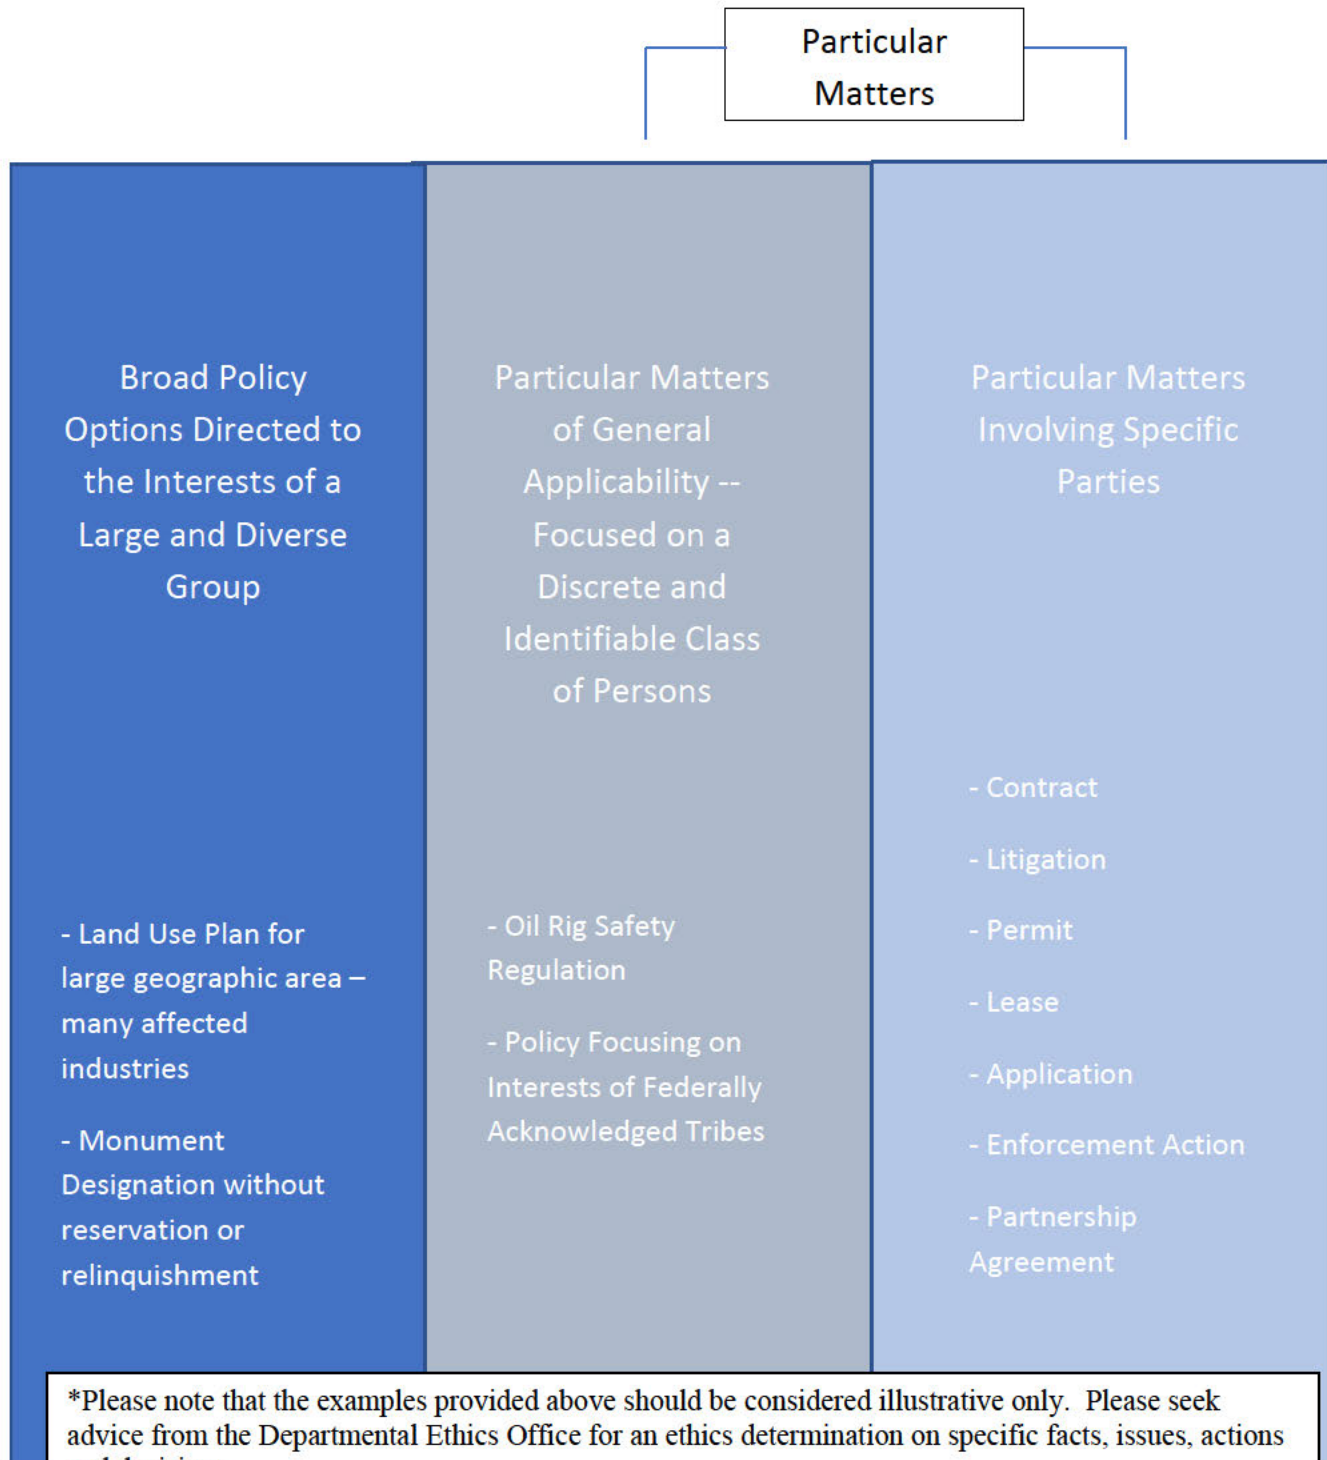 Particular
Matters
Broad Policy
Options Directed to
the Interests of a
Large and Diverse
Group
- Land Use Plan for
large geographic area –
many affected
industries
- Monument
Designation without
reservation or
relinquishment
Particular Matters
of General
Applicability --
Focused on a
Discrete and
Identifiable Class
of Persons
- Oil Rig Safety
Regulation
- Policy Focusing on
Interests of Federally
Acknowledged Tribes
Particular Matters
Involving Specific
Parties
- Contract
- Litigation
- Permit
- Lease
- Application
- Enforcement Action
- Partnership
Agreement
*Please note that the examples provided above should be considered illustrative only.  Please seek
advice from the Departmental Ethics Office for an ethics determination on specific facts, issues, actions